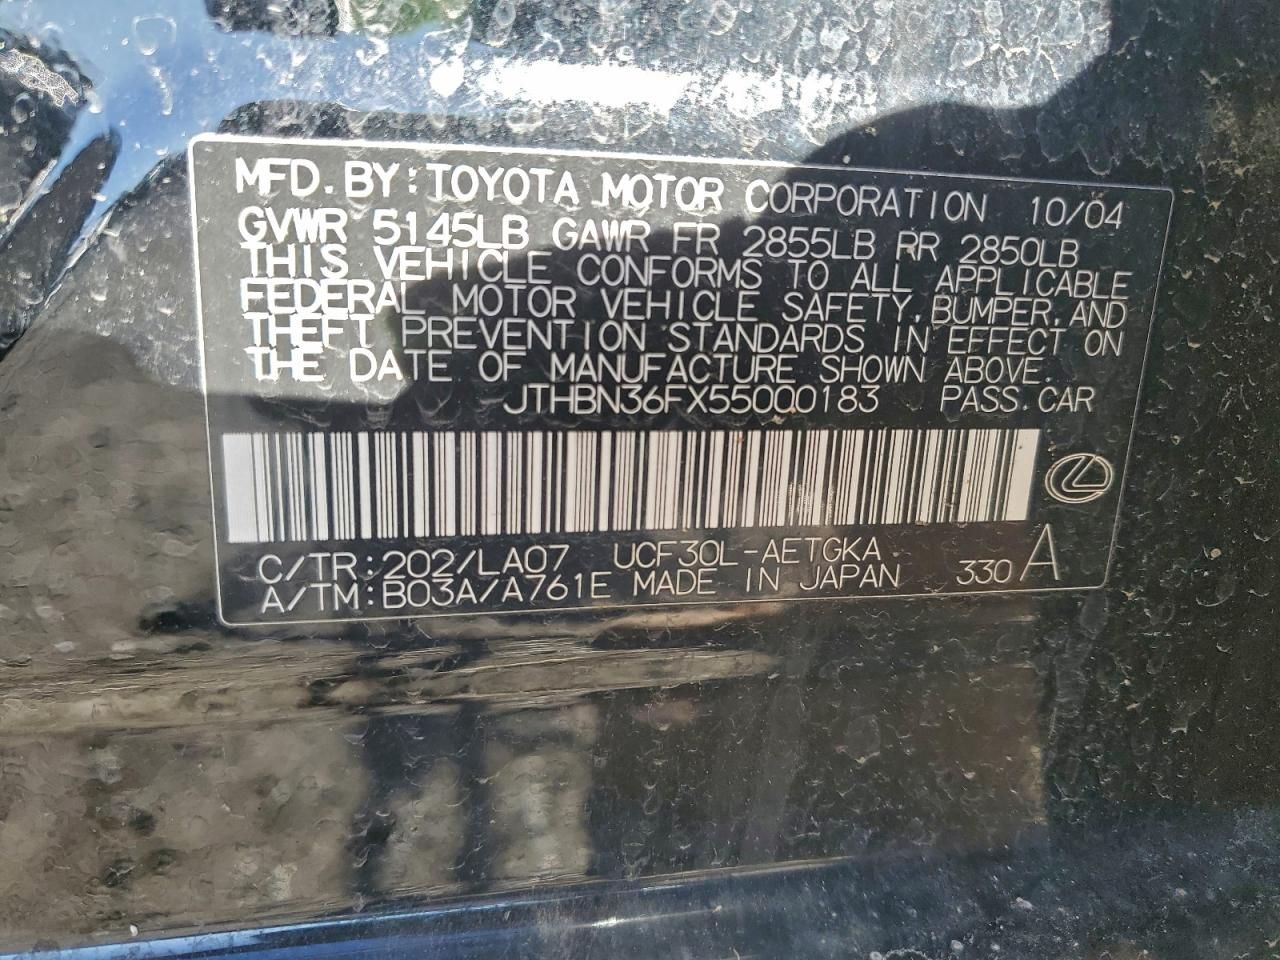 MFD. BY: TOYOTA MOTOR CORPORATION 10/04
GVWR 5145LB GAWR FR 2855LB RR 2850LB
THIS VEHICLE CONFORMS TO ALL APPLICABLE
FEDERAL MOTOR VEHICLE SAFETY, BUMPER, AND
THEFT PREVENTION STANDARDS IN EFFECT ON
THE DATE OF MANUFACTURE SHOWN ABOVE.
JTHBN36FX55000183 PASS. CAR
C/TR: 202/LA07 UCF30L-AETGKA
A/TM: B03A/A761E MADE IN JAPAN 330 A